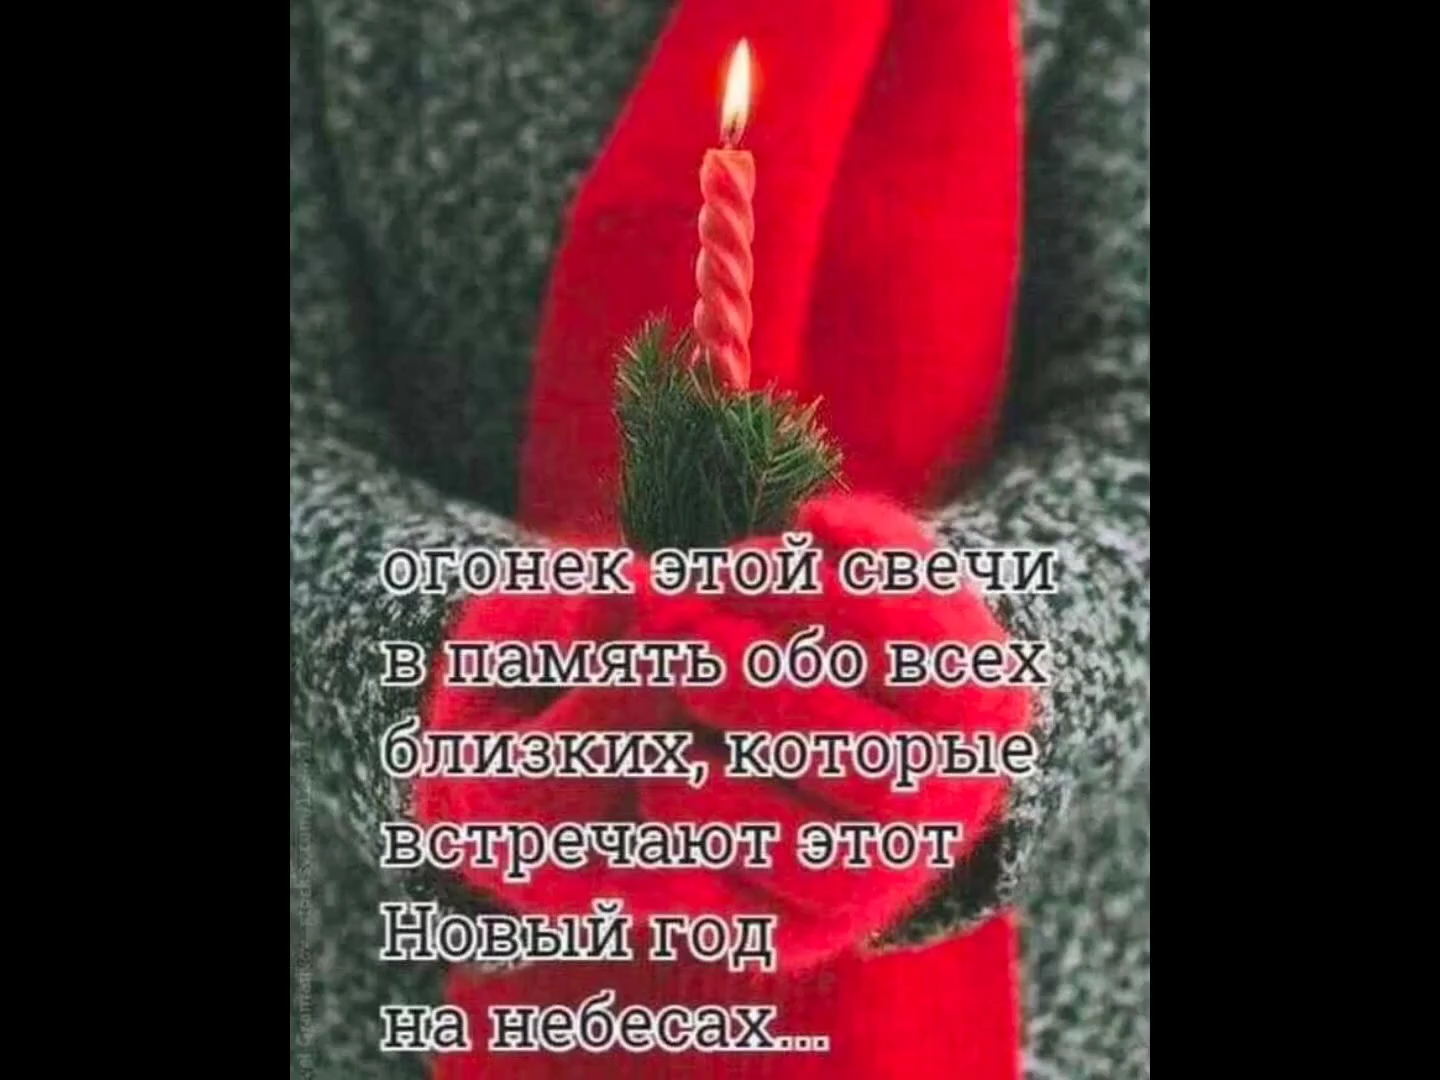 огонек этой свечи
в память обо всех
близких, которые
встречают этот
Новый год
на небесах...